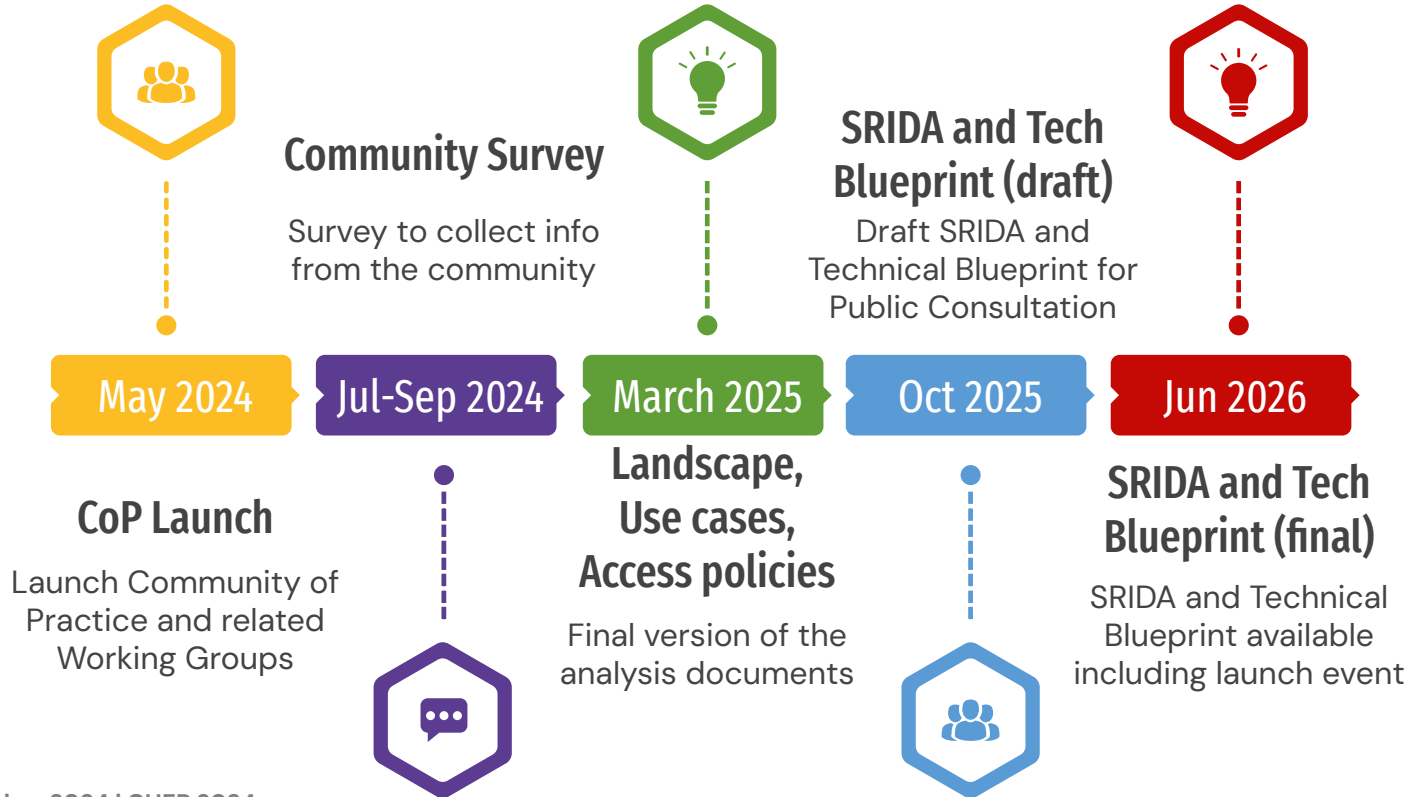 Community Survey
Survey to collect info
from the community
SRIDA and Tech
Blueprint (draft)
Draft SRIDA and
Technical Blueprint for
Public Consultation
May 2024
Jul-Sep 2024
March 2025
Oct 2025
Jun 2026
CoP Launch
Launch Community of
Practice and related
Working Groups
Landscape,
Use cases,
Access policies
Final version of the
analysis documents
SRIDA and Tech
Blueprint (final)
SRIDA and Technical
Blueprint available
including launch event